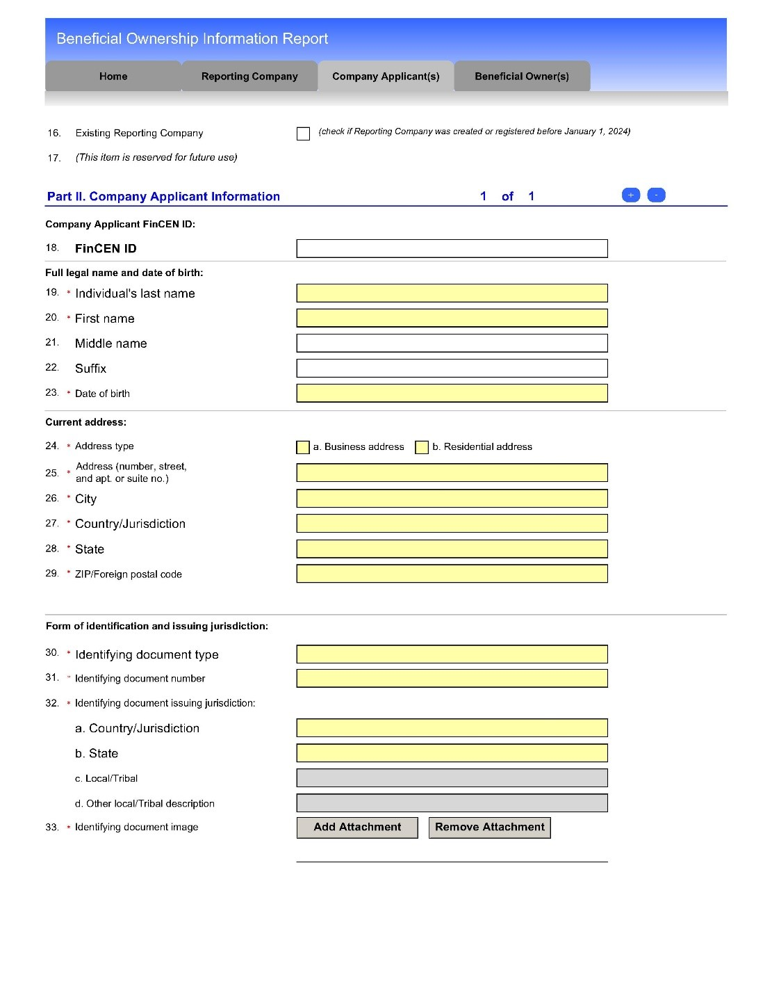 Beneficial Ownership Information Report
Home Reporting Company Company Applicant(s) Beneficial Owner(s)
16. Existing Reporting Company (check if Reporting Company was created or registered before January 1, 2024)
17. (This item is reserved for future use)
Part II. Company Applicant Information 1 of 1 + -
Company Applicant FinCEN ID:
18. FinCEN ID
Full legal name and date of birth:
19. * Individual's last name
20. * First name
21. Middle name
22. Suffix
23. * Date of birth
Current address:
24. * Address type a. Business address b. Residential address
25. * Address (number, street,
and apt. or suite no.)
26. * City
27. * Country/Jurisdiction
28. * State
29. * ZIP/Foreign postal code
Form of identification and issuing jurisdiction:
30. * Identifying document type
31. * Identifying document number
32. * Identifying document issuing jurisdiction:
a. Country/Jurisdiction
b. State
c. Local/Tribal
d. Other local/Tribal description
33. * Identifying document image Add Attachment Remove Attachment